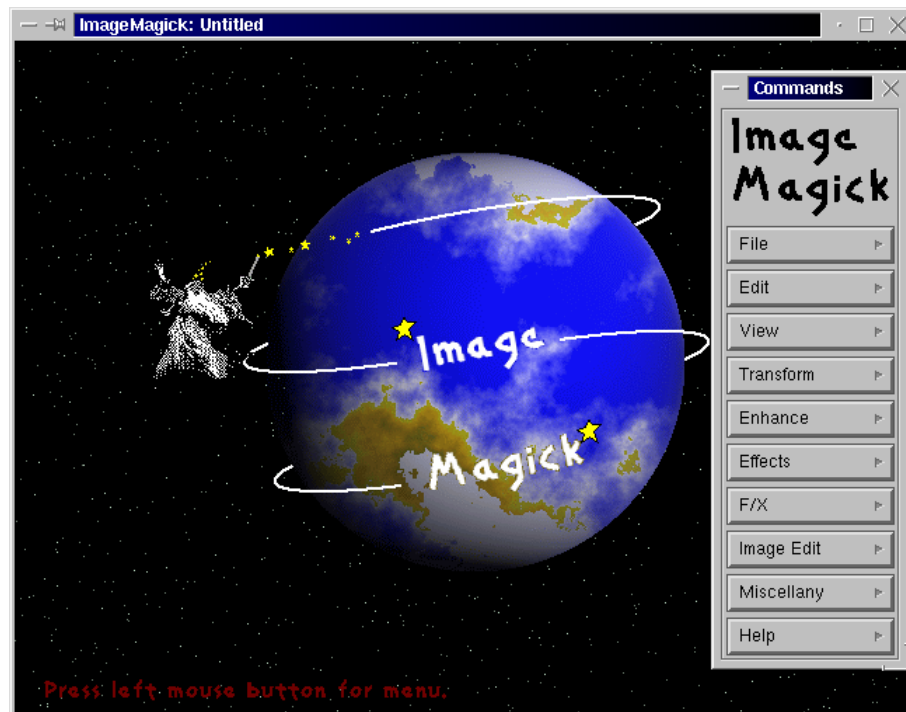 ImageMagick: Untitled
Image
Magick
Press left mouse button for menu.
Commands
Image
Magick
File
Edit
View
Transform
Enhance
Effects
F/X
Image Edit
Miscellany
Help